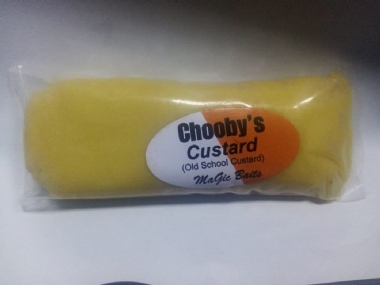 Chooby's
Custard
(Old School Custard)
MaGic Baits